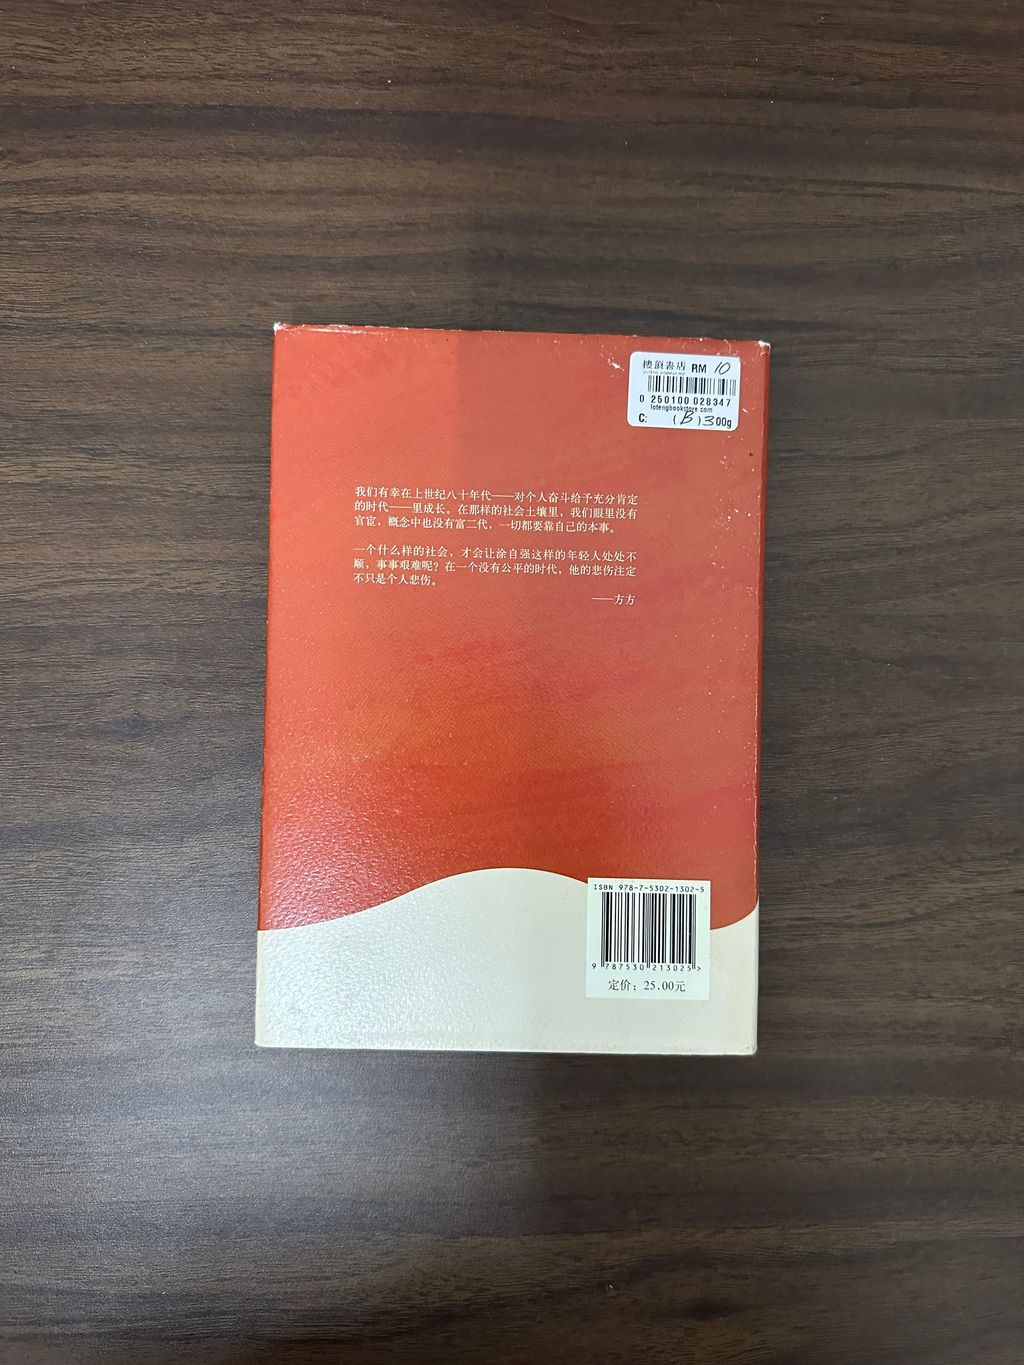 樓頂書店 RM 10
0 250100 028347
lotengbookstore.com
C: (B) 300g
我们有幸在上世纪八十年代——对个人奋斗给予充分肯定
的时代——里成长。在那样的社会土壤里，我们眼里没有
官宦，概念中也没有富二代，一切都要靠自己的本事。
一个什么样的社会，才会让涂自强这样的年轻人处处不
顺，事事艰难呢？在一个没有公平的时代，他的悲伤注定
不只是个人悲伤。
——方方
ISBN 978-7-5302-1302-5
9 787530 213025 >
定价：25.00元